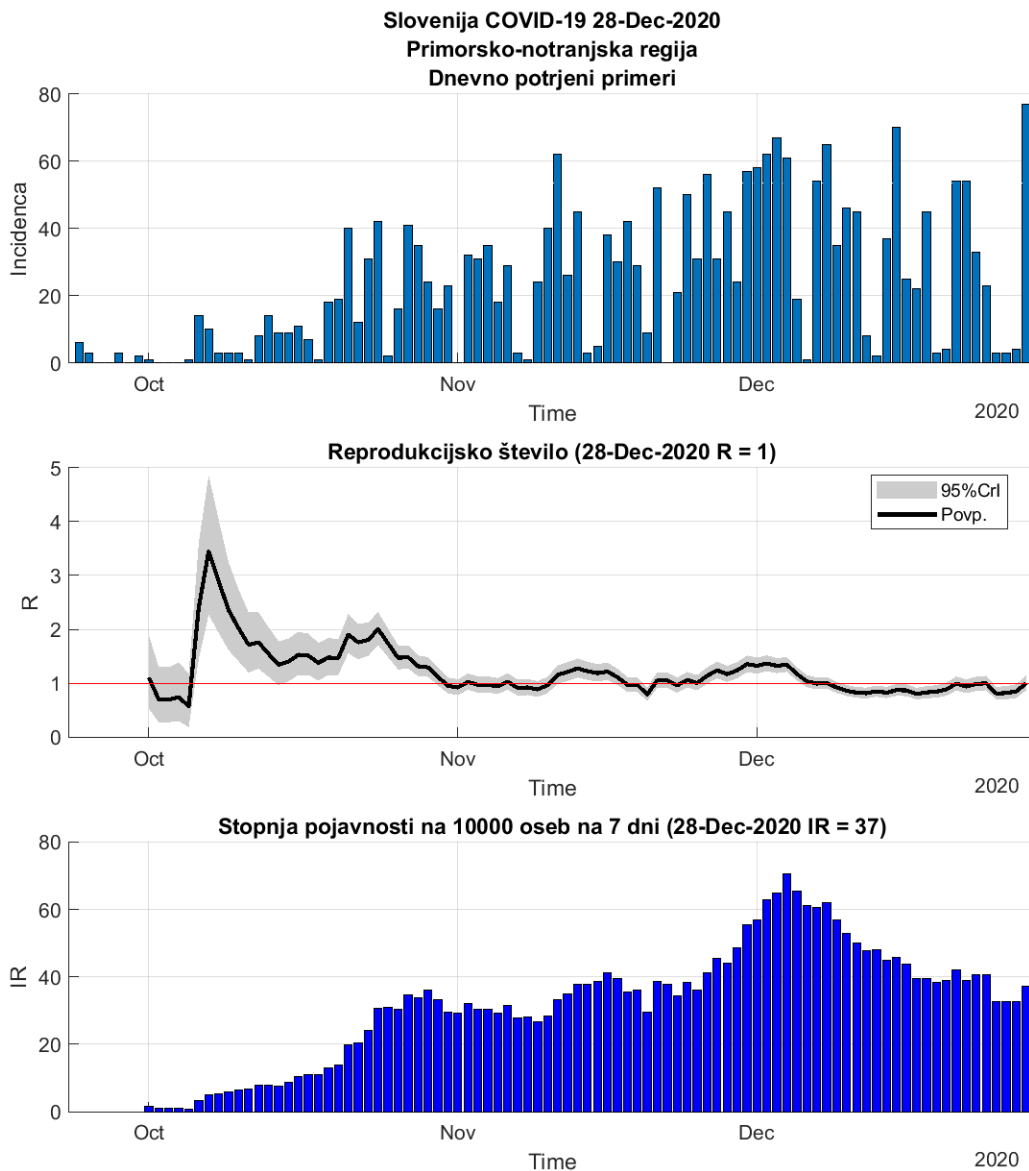 Slovenija COVID-19 28-Dec-2020
Primorsko-notranjska regija
Dnevno potrjeni primeri
80
60
40
20
0
Incidenca
Oct
Nov
Dec
Time
2020
Reprodukcijsko število (28-Dec-2020 R = 1)
5
4
3
2
1
0
R
95%CrI
Povp.
Oct
Nov
Dec
Time
2020
Stopnja pojavnosti na 10000 oseb na 7 dni (28-Dec-2020 IR = 37)
80
60
40
20
0
IR
Oct
Nov
Dec
Time
2020